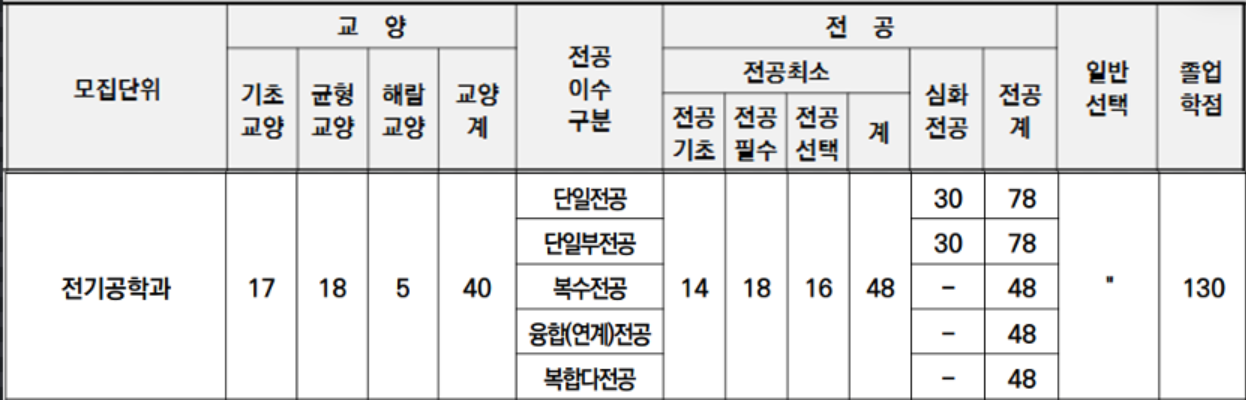 모집단위
교 양
기초
교양
균형
교양
해람
교양
교양
계
전공
이수
구분
전 공
전공최소
전공
기초
전공
필수
전공
선택
계
심화
전공
전공
계
일반
선택
졸업
학점
전기공학과
17
18
5
40
단일전공
단일부전공
복수전공
융합(연계)전공
복합다전공
14
18
16
48
30
78
30
78
-
48
-
48
-
48
"
130